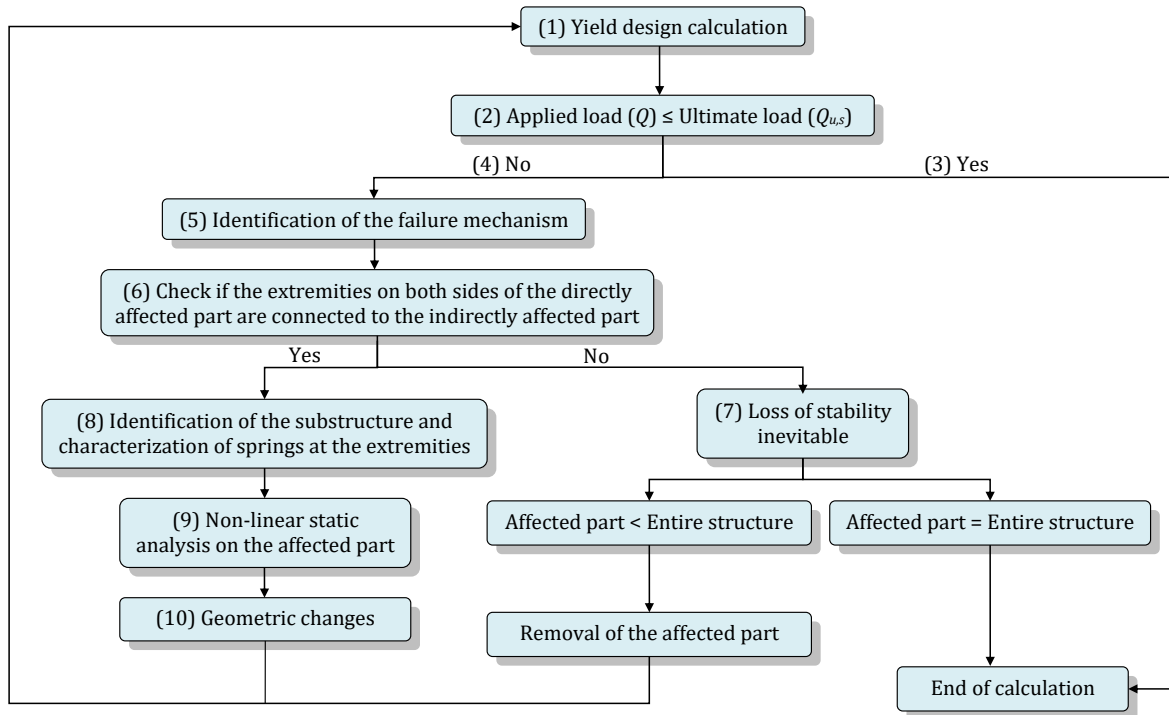 (1) Yield design calculation
(2) Applied load (Q) ≤ Ultimate load (Qu,s)
(4) No
(3) Yes
(5) Identification of the failure mechanism
(6) Check if the extremities on both sides of the directly
affected part are connected to the indirectly affected part
Yes
No
(8) Identification of the substructure and
characterization of springs at the extremities
(7) Loss of stability
inevitable
(9) Non-linear static
analysis on the affected part
Affected part < Entire structure
Affected part = Entire structure
(10) Geometric changes
Removal of the affected part
End of calculation